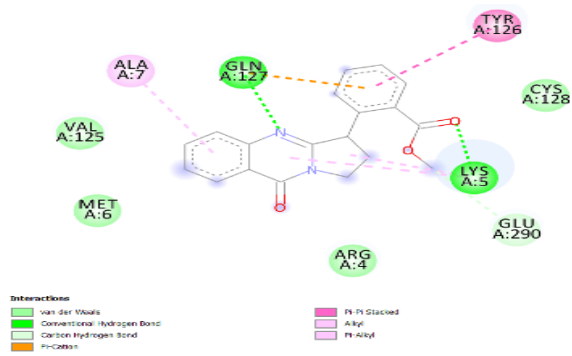 TYR
A:126
ALA
A:7
GLN
A:127
CYS
A:128
VAL
A:125
N
O
O
LYS
A:5
N
MET
A:6
O
GLU
A:290
ARG
A:4
Interactions
van der Waals
Conventional Hydrogen Bond
Carbon Hydrogen Bond
Pi-Cation
Pi-Pi Stacked
Alkyl
Pi-Alkyl